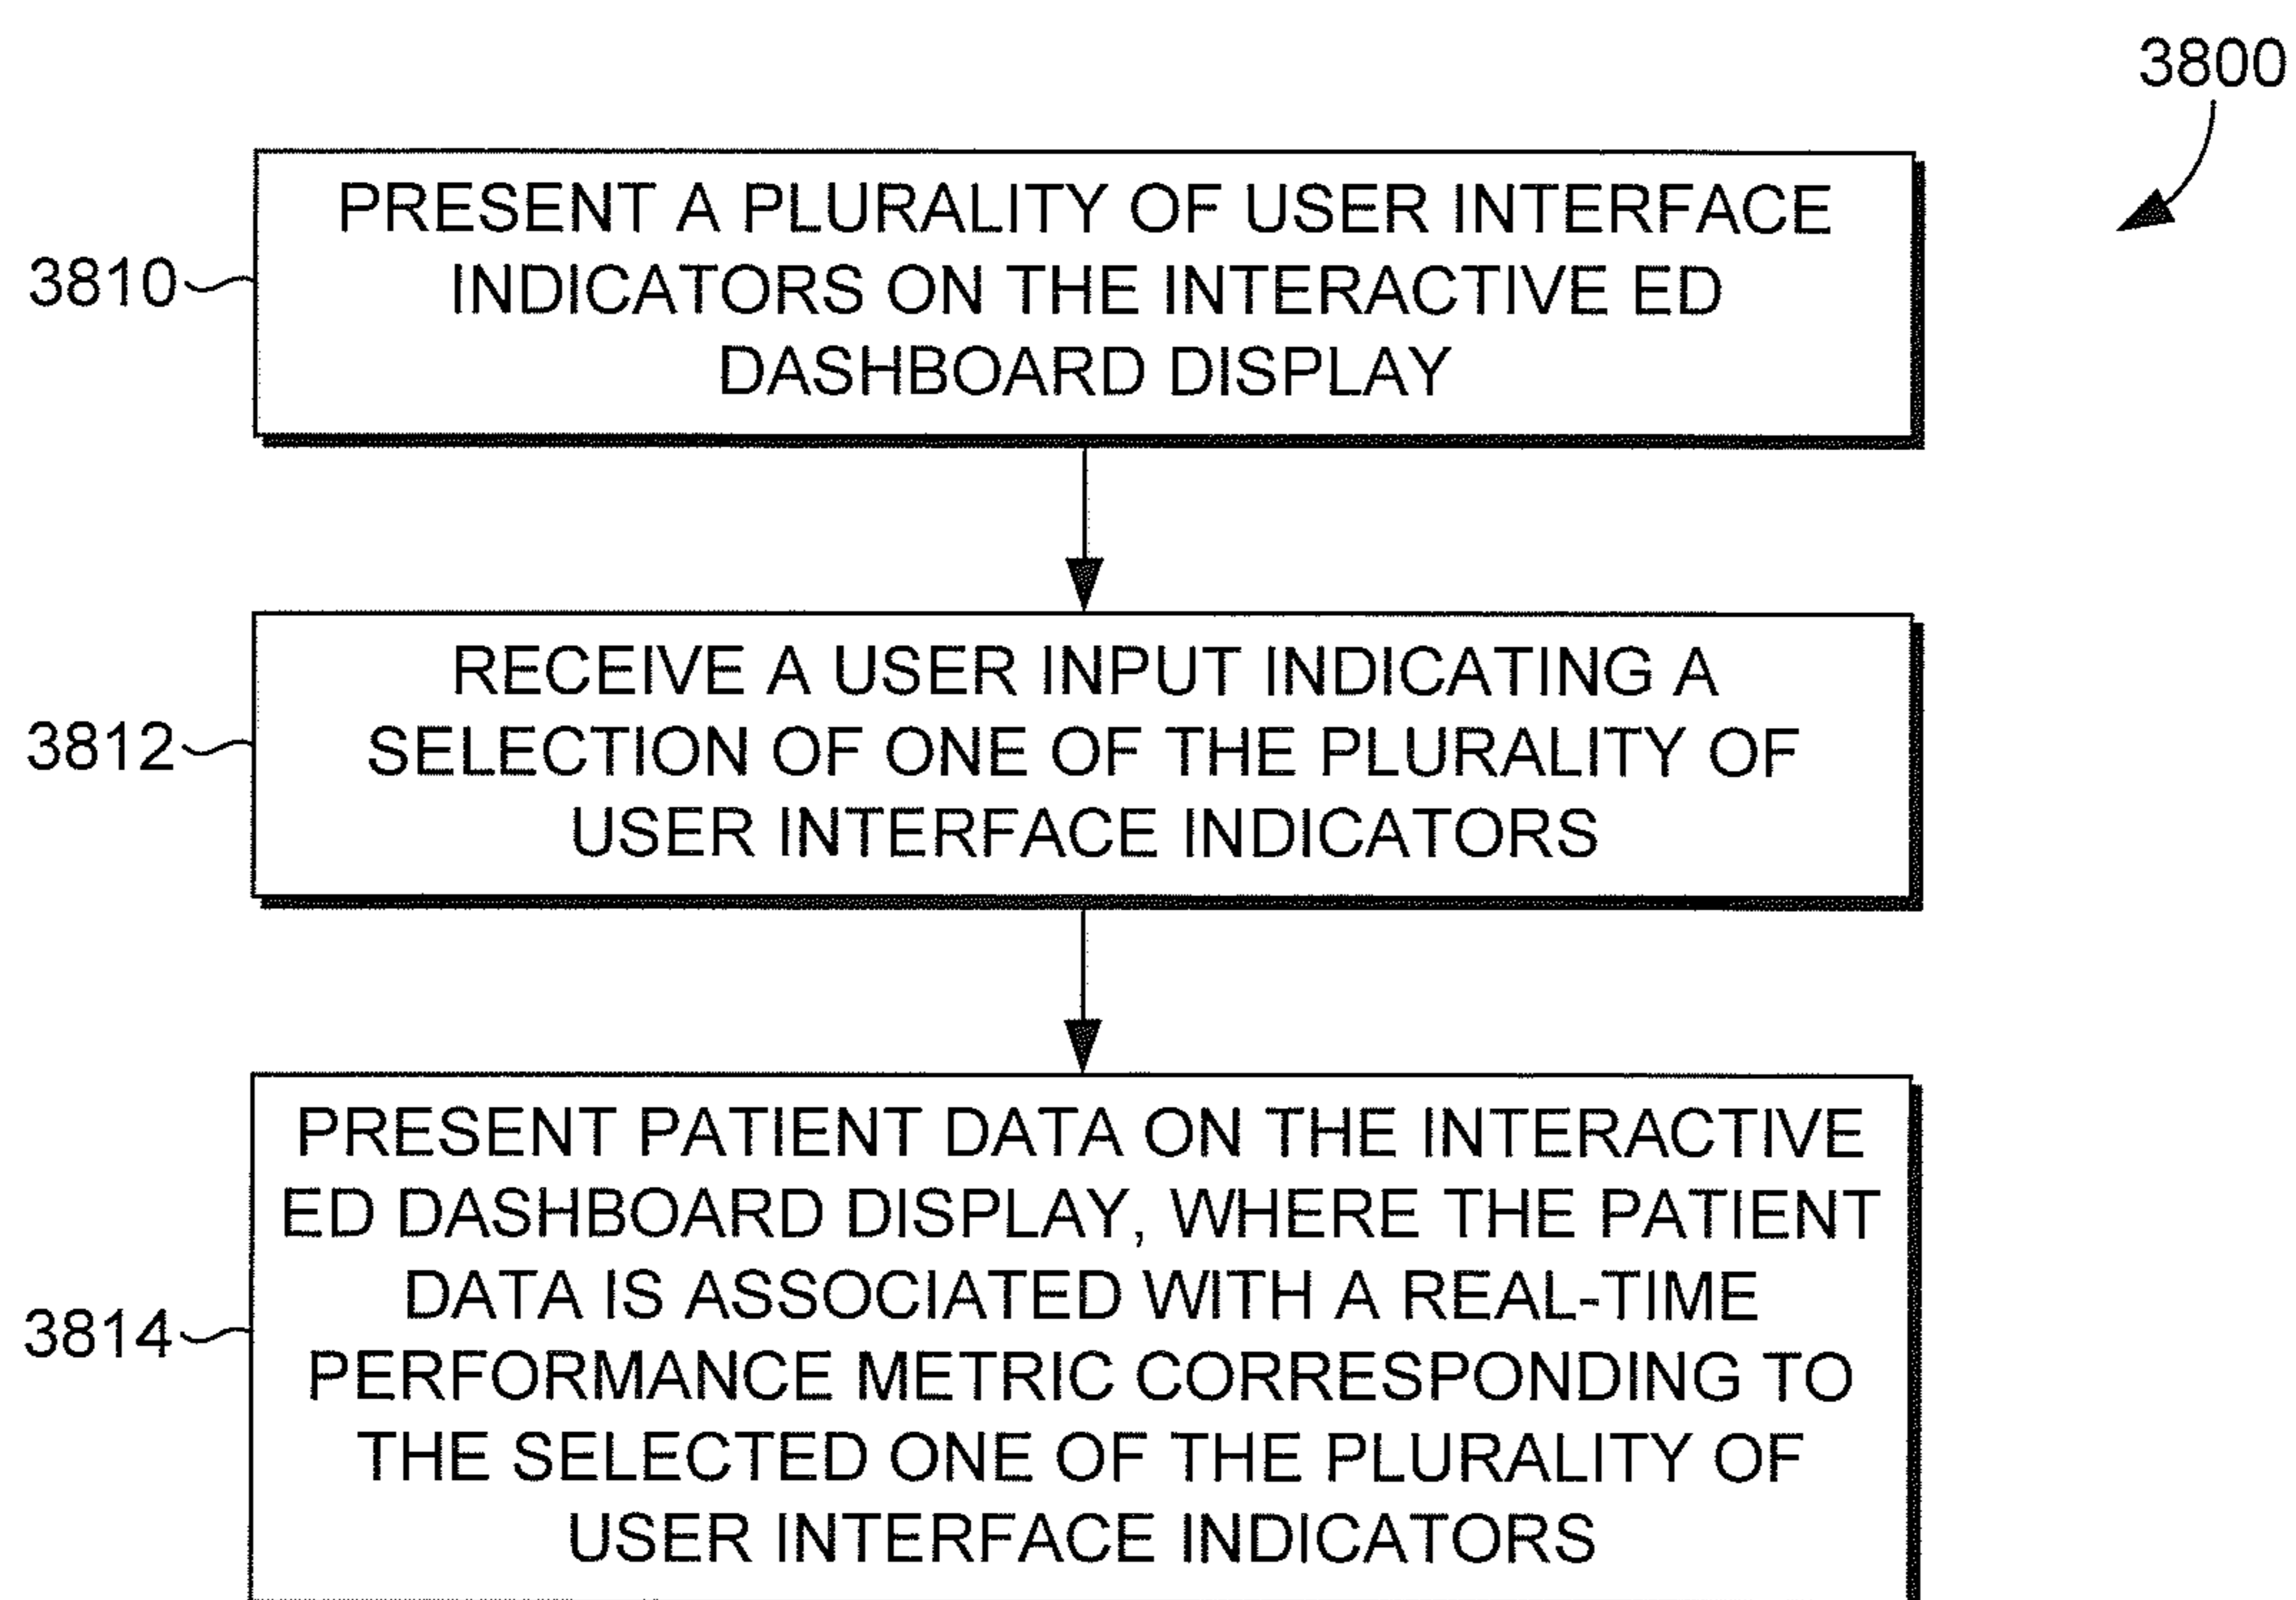 3800
PRESENT A PLURALITY OF USER INTERFACE
INDICATORS ON THE INTERACTIVE ED
DASHBOARD DISPLAY
3810
RECEIVE A USER INPUT INDICATING A
SELECTION OF ONE OF THE PLURALITY OF
USER INTERFACE INDICATORS
3812
PRESENT PATIENT DATA ON THE INTERACTIVE
ED DASHBOARD DISPLAY, WHERE THE PATIENT
DATA IS ASSOCIATED WITH A REAL-TIME
PERFORMANCE METRIC CORRESPONDING TO
THE SELECTED ONE OF THE PLURALITY OF
USER INTERFACE INDICATORS
3814